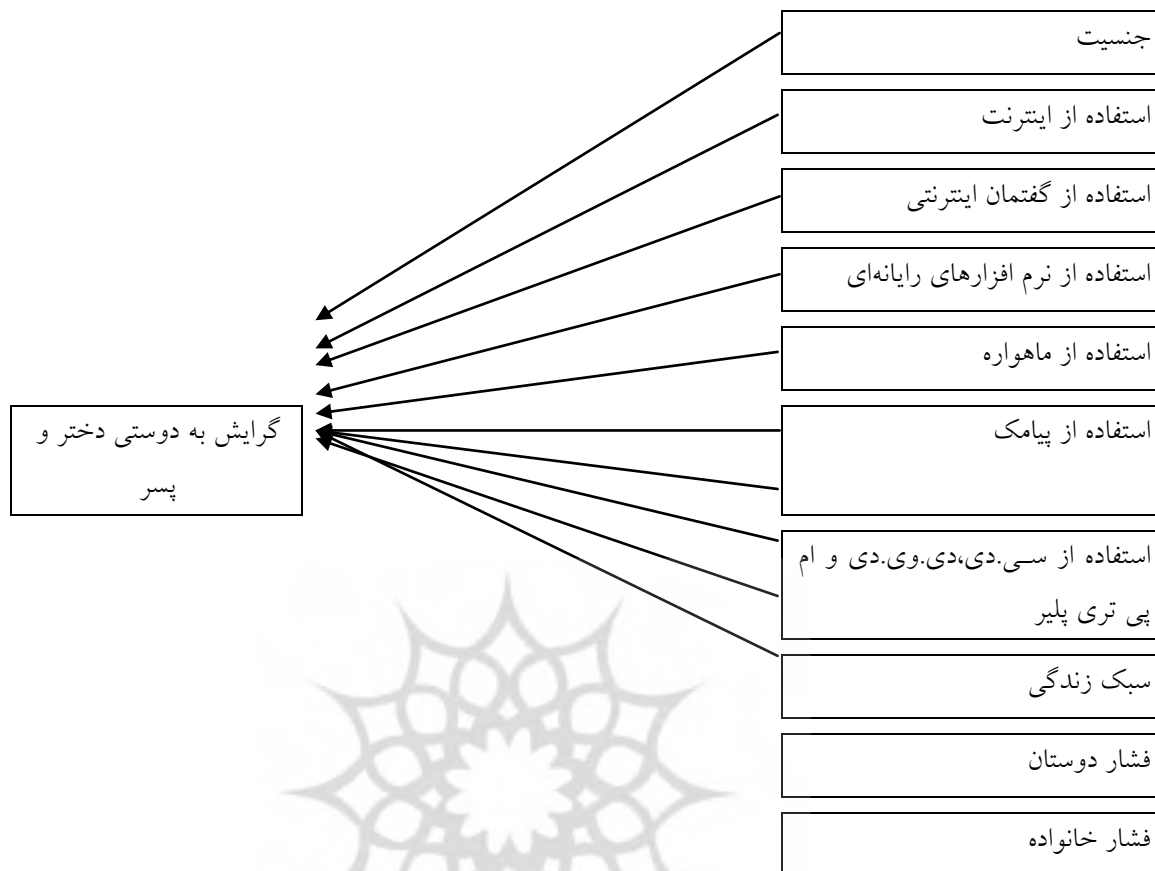 جنسیت
استفاده از اینترنت
استفاده از گفتمان اینترنتی
استفاده از نرم افزارهای رایانه‌ای
استفاده از ماهواره
گرایش به دوستی دختر و
پسر
استفاده از پیامک
استفاده از سـی.دی،دی.وی.دی و ام
پی تری پلیر
سبک زندگی
فشار دوستان
فشار خانواده